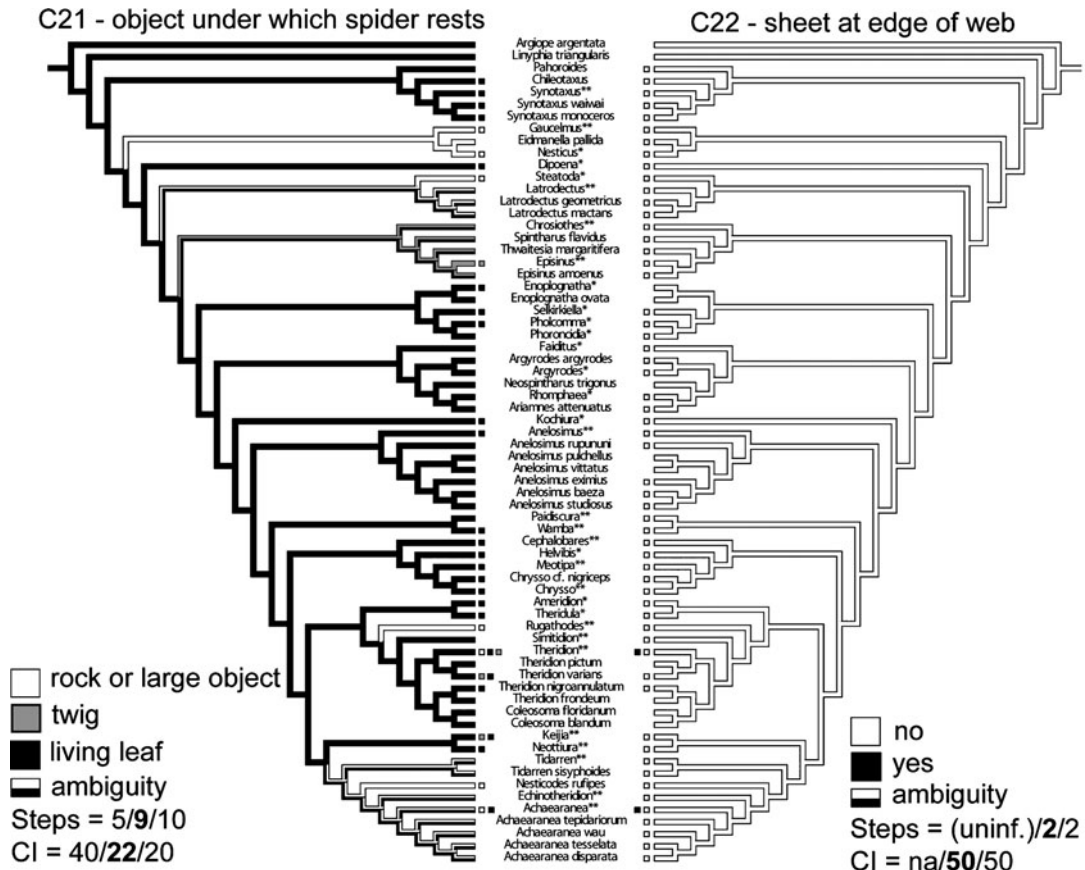 C21 - object under which spider rests
C22 - sheet at edge of web
Argiope argentata
Linyphia triangularis
Pahoroides
Chileotaxus
Synotaxus**
Synotaxus waiwai
Synotaxus monoceros
Gaucelmus**
Eidmanella pallida
Nesticus*
Dipoena*
Steatoda*
Latrodectus**
Latrodectus geometricus
Latrodectus mactans
Chrosiothes**
Spintharus flavidus
Thwaitesia margaritifera
Episinus**
Episinus amoenus
Enoplognatha*
Enoplognatha ovata
Selkirkiella*
Pholcomma*
Phoroncidia*
Faiditus*
Argyrodes argyrodes
Argyrodes*
Neospintharus trigonus
Rhomphaea*
Ariamnes attenuatus
Kochiura*
Anelosimus**
Anelosimus rupununi
Anelosimus pulchellus
Anelosimus vittatus
Anelosimus eximius
Anelosimus baeza
Anelosimus studiosus
Paidiscura**
Wamba**
Cephalobares**
Helvibis*
Meotipa**
Chrysso cf. nigriceps
Chrysso**
Ameridion*
Theridula*
Rugathodes**
Simitidion**
Theridion**
Theridion pictum
Theridion varians
Theridion nigroannulatum
Theridion frondeum
Coleosoma floridanum
Coleosoma blandum
Keijia**
Neottiura**
Tidarren**
Tidarren sisyphoides
Nesticodes rufipes
Echinotheridion**
Achaearanea**
Achaearanea tepidariorum
Achaearanea wau
Achaearanea tesselata
Achaearanea disparata
rock or large object
twig
living leaf
ambiguity
Steps = 5/9/10
CI = 40/22/20
no
yes
ambiguity
Steps = (uninf.)/2/2
CI = na/50/50